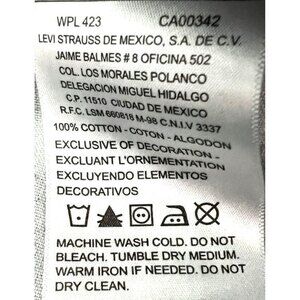 WPL 423 CA00342
LEVI STRAUSS DE MEXICO, S.A. DE C.V.
JAIME BALMES # 8 OFICINA 502
COL. LOS MORALES POLANCO
DELEGACION MIGUEL HIDALGO
C.P. 11510 CIUDAD DE MEXICO
R.F.C. LSM 660818 M-98 C.N.I.V 3337
100% COTTON - COTON - ALGODON
EXCLUSIVE OF DECORATION -
EXCLUANT L'ORNEMENTATION
EXCLUYENDO ELEMENTOS
DECORATIVOS
MACHINE WASH COLD. DO NOT
BLEACH. TUMBLE DRY MEDIUM.
WARM IRON IF NEEDED. DO NOT
DRY CLEAN